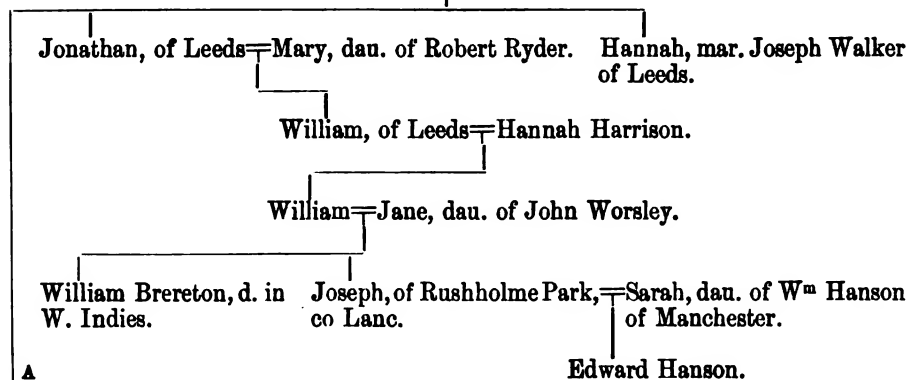 Jonathan, of Leeds Mary, dau. of Robert Ryder. Hannah, mar. Joseph Walker
of Leeds.
William, of Leeds Hannah Harrison.
William Jane, dau. of John Worsley.
William Brereton, d. in Joseph, of Rushholme Park, Sarah, dau. of Wᵐ Hanson
W. Indies. co Lanc. of Manchester.
A Edward Hanson.